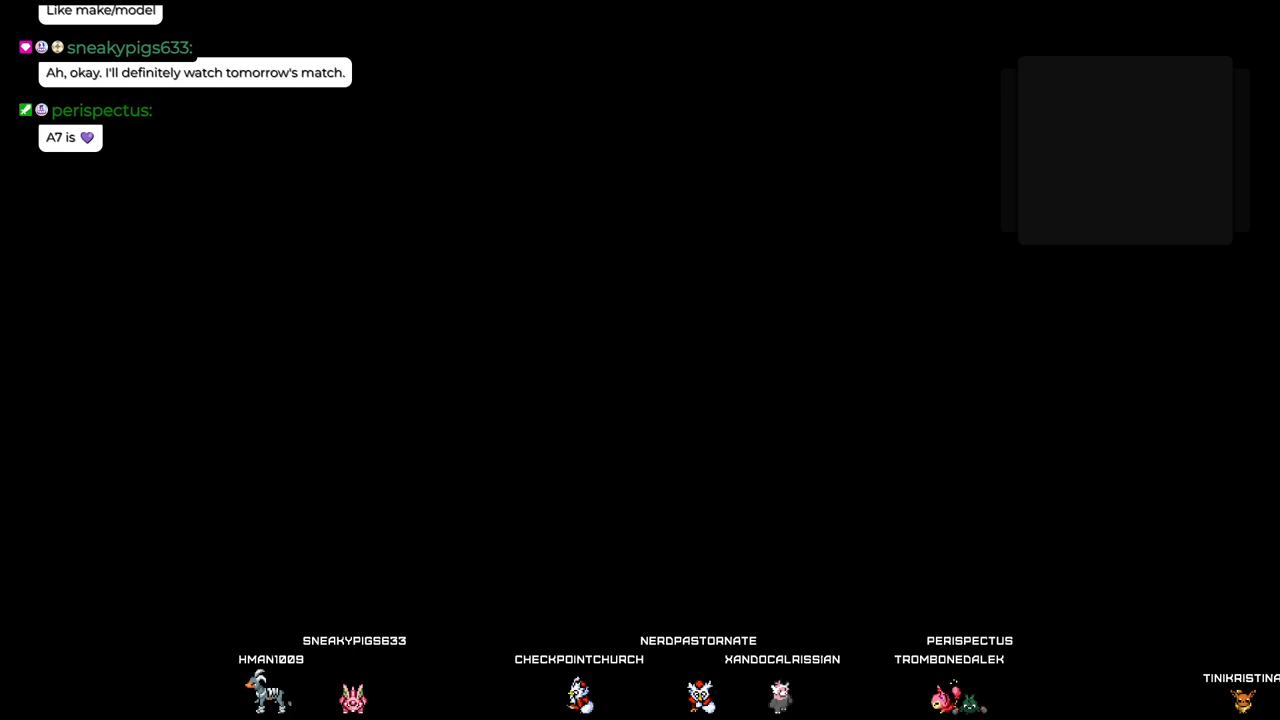 Like make/model
sneakypigs633:
Ah, okay. I'll definitely watch tomorrow's match.
perispectus:
A7 is 💜
SNEAKYPIGS633
NERDPASTORNATE
PERISPECTUS
HMAN1009
CHECKPOINTCHURCH
XANDOCALRISSIAN
TROMBONEDALEK
TINIKRISTINA